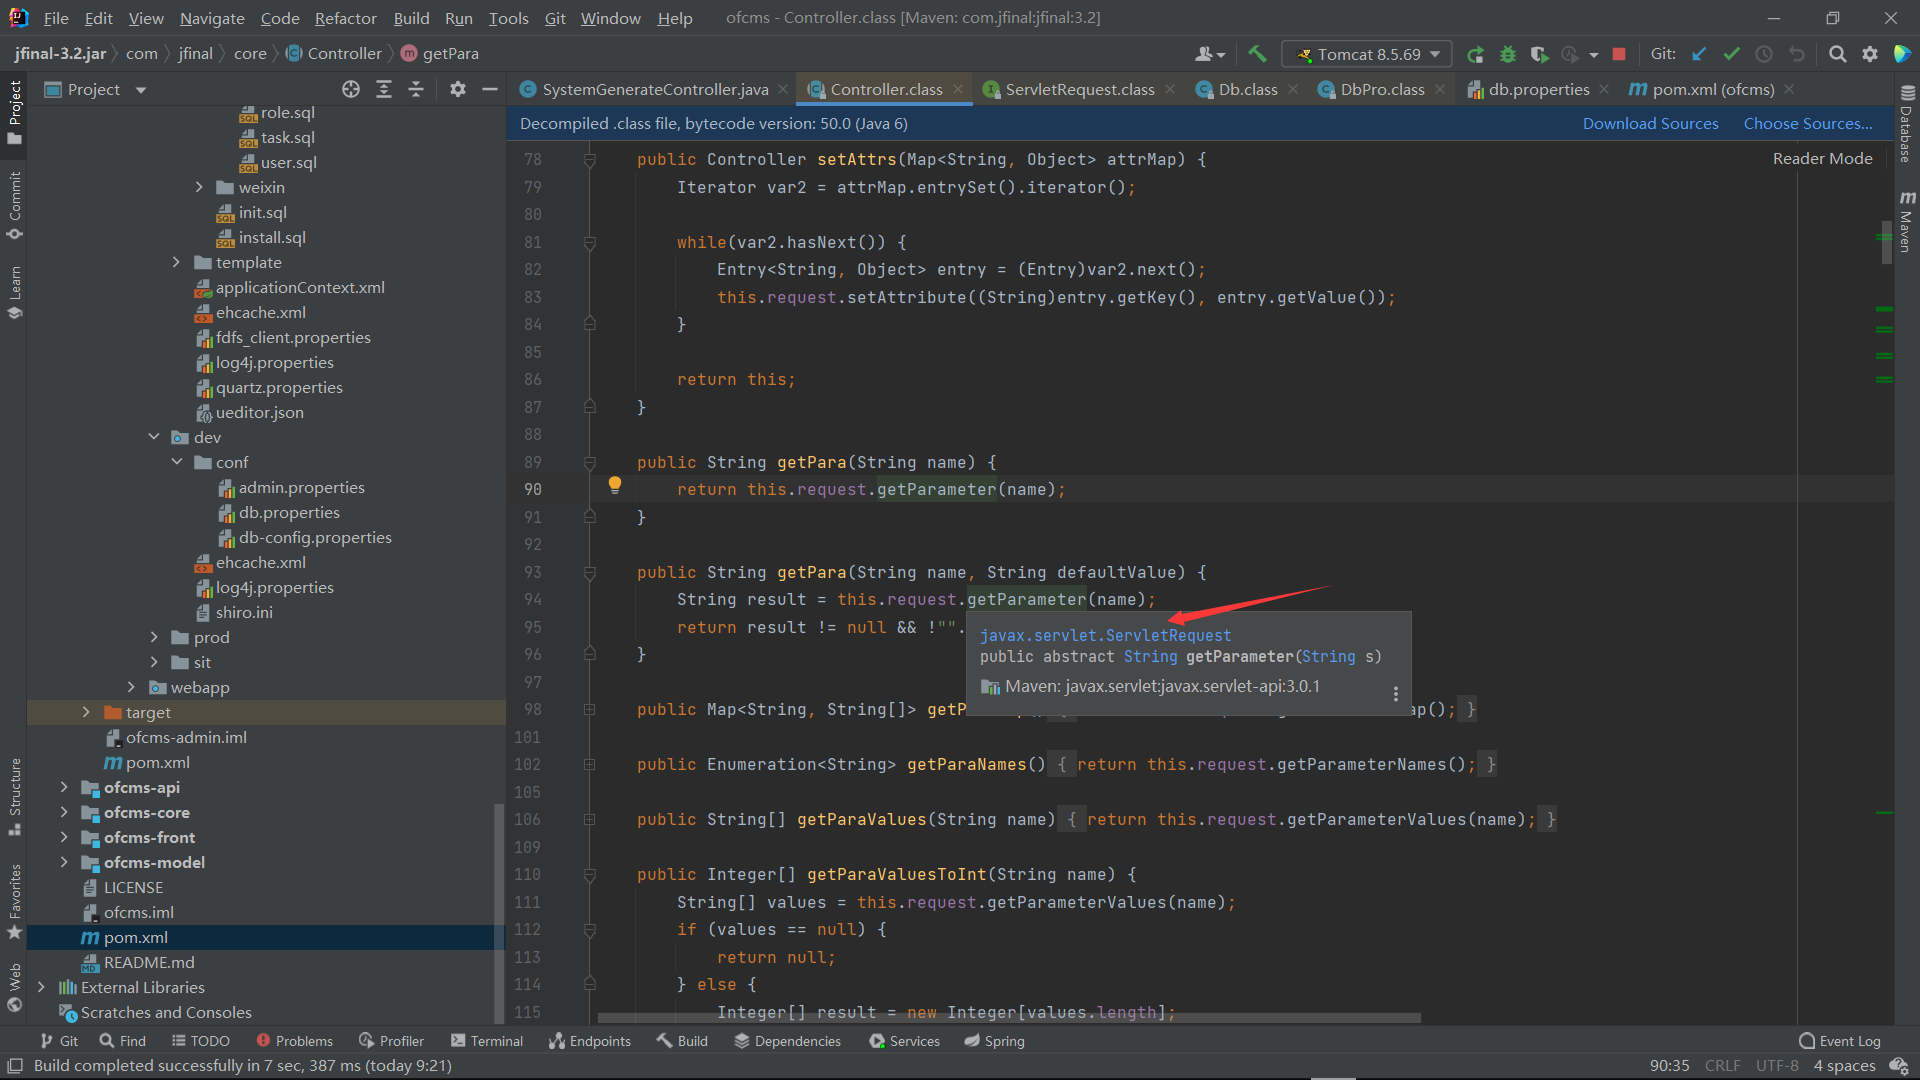 File Edit View Navigate Code Refactor Build Run Tools Git Window Help ofcms - Controller.class [Maven: com.jfinal:jfinal:3.2]
jfinal-3.2.jar com jfinal core Controller getPara Tomcat 8.5.69 Git:
Project
SystemGenerateController.java Controller.class ServletRequest.class Db.class DbPro.class db.properties pom.xml (ofcms)
Decompiled .class file, bytecode version: 50.0 (Java 6) Download Sources Choose Sources...
Reader Mode
Project
Commit
Learn
Structure
Favorites
Web
role.sql
task.sql
user.sql
weixin
init.sql
install.sql
template
applicationContext.xml
ehcache.xml
fdfs_client.properties
log4j.properties
quartz.properties
ueditor.json
dev
conf
admin.properties
db.properties
db-config.properties
ehcache.xml
log4j.properties
shiro.ini
prod
sit
webapp
target
ofcms-admin.iml
pom.xml
ofcms-api
ofcms-core
ofcms-front
ofcms-model
LICENSE
ofcms.iml
pom.xml
README.md
External Libraries
Scratches and Consoles
78 public Controller setAttrs(Map<String, Object> attrMap) {
79 Iterator var2 = attrMap.entrySet().iterator();
80
81 while(var2.hasNext()) {
82 Entry<String, Object> entry = (Entry)var2.next();
83 this.request.setAttribute((String)entry.getKey(), entry.getValue());
84 }
85
86 return this;
87 }
88
89 public String getPara(String name) {
90 return this.request.getParameter(name);
91 }
92
93 public String getPara(String name, String defaultValue) {
94 String result = this.request.getParameter(name);
95 return result != null && !"".
96 }
97
98 public Map<String, String[]> getP ap(); }
101
102 public Enumeration<String> getParaNames() { return this.request.getParameterNames(); }
105
106 public String[] getParaValues(String name) { return this.request.getParameterValues(name); }
109
110 public Integer[] getParaValuesToInt(String name) {
111 String[] values = this.request.getParameterValues(name);
112 if (values == null) {
113 return null;
114 } else {
115 Integer[] result = new Integer[values.length];
javax.servlet.ServletRequest
public abstract String getParameter(String s)
Maven: javax.servlet:javax.servlet-api:3.0.1
Database
Maven
Git Find TODO Problems Profiler Terminal Endpoints Build Dependencies Services Spring Event Log
Build completed successfully in 7 sec, 387 ms (today 9:21) 90:35 CRLF UTF-8 4 spaces